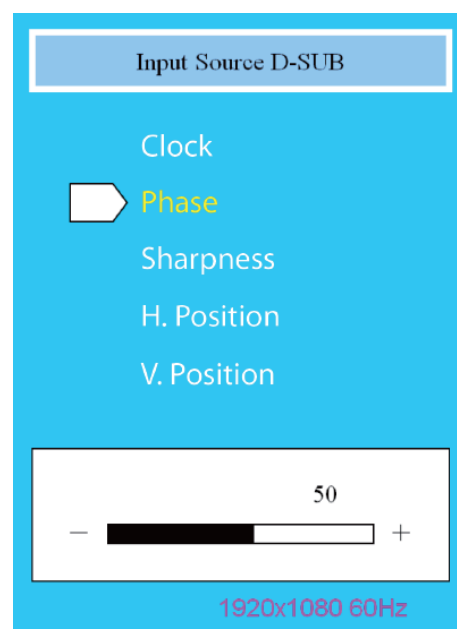 Input Source D-SUB
Clock
Phase
Sharpness
H. Position
V. Position
50
− +
1920x1080 60Hz